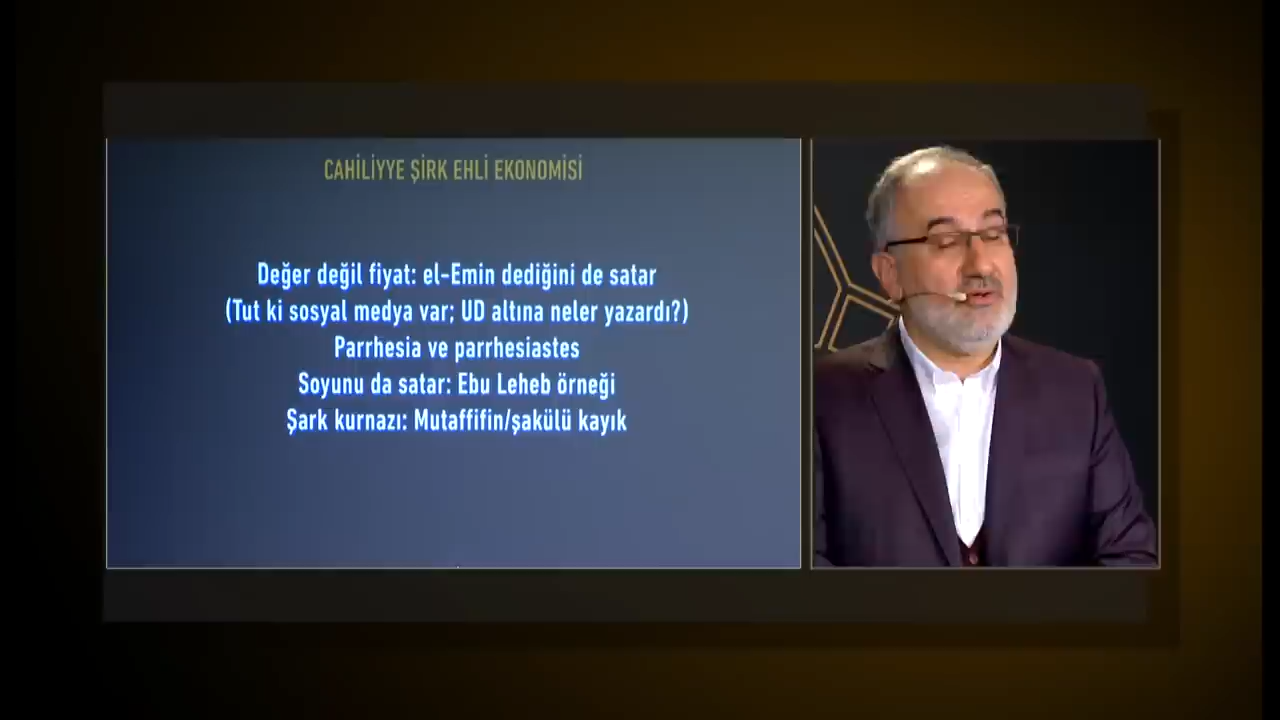 CAHİLİYYE ŞİRK EHLİ EKONOMİSİ
Değer değil fiyat: el-Emin dediğini de satar
(Tut ki sosyal medya var; UD altına neler yazardı?)
Parrhesia ve parrhesiastes
Soyunu da satar: Ebu Leheb örneği
Şark kurnazı: Mutaffifin/şakülü kayık